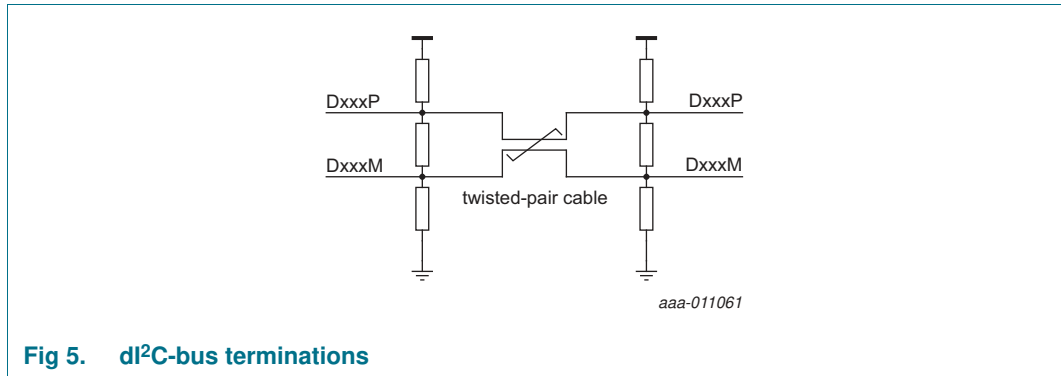 DxxxP DxxxP
DxxxM DxxxM
twisted-pair cable
aaa-011061
Fig 5. dI²C-bus terminations